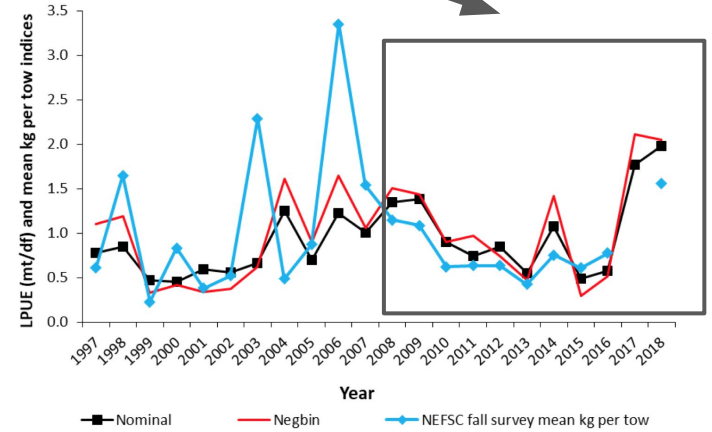 LPUE (mt/df) and mean kg per tow indices
3.5
3.0
2.5
2.0
1.5
1.0
0.5
0.0
1997 1998 1999 2000 2001 2002 2003 2004 2005 2006 2007 2008 2009 2010 2011 2012 2013 2014 2015 2016 2017 2018
Year
Nominal Negbin NEFSC fall survey mean kg per tow